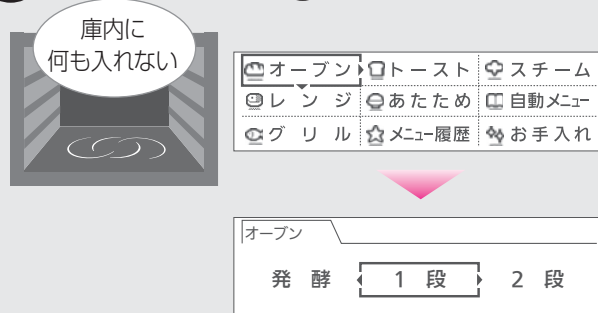 庫内に
何も入れない
オーブン トースト スチーム
レンジ あたため 自動メニュー
グリル メニュー履歴 お手入れ
オーブン
発酵 1段 2段